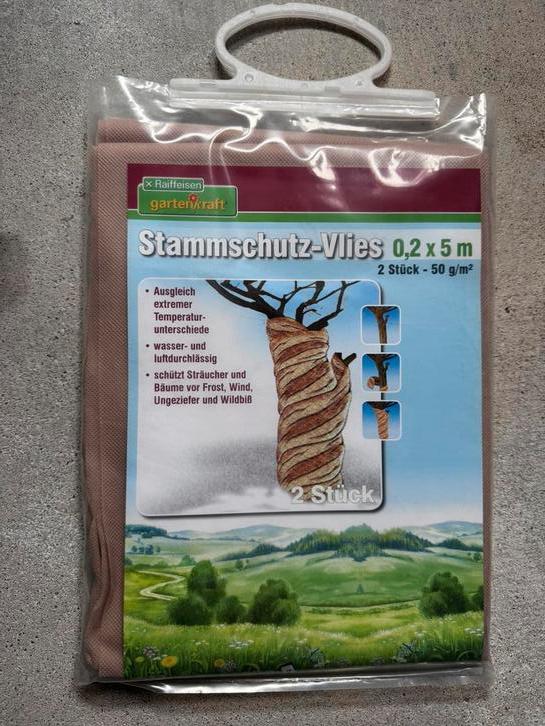 × Raiffeisen
gartenkraft
Stammschutz-Vlies 0,2 x 5 m
2 Stück - 50 g/m²
• Ausgleich
extremer
Temperatur-
unterschiede
• wasser- und
luftdurchlässig
• schützt Sträucher und
Bäume vor Frost, Wind,
Ungeziefer und Wildbiß
2 Stück